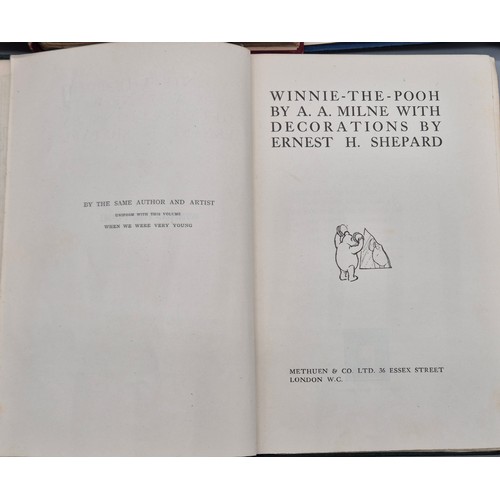 BY THE SAME AUTHOR AND ARTIST
UNIFORM WITH THIS VOLUME
WHEN WE WERE VERY YOUNG
WINNIE-THE-POOH
BY A. A. MILNE WITH
DECORATIONS BY
ERNEST H. SHEPARD
METHUEN & CO. LTD. 36 ESSEX STREET
LONDON W.C.